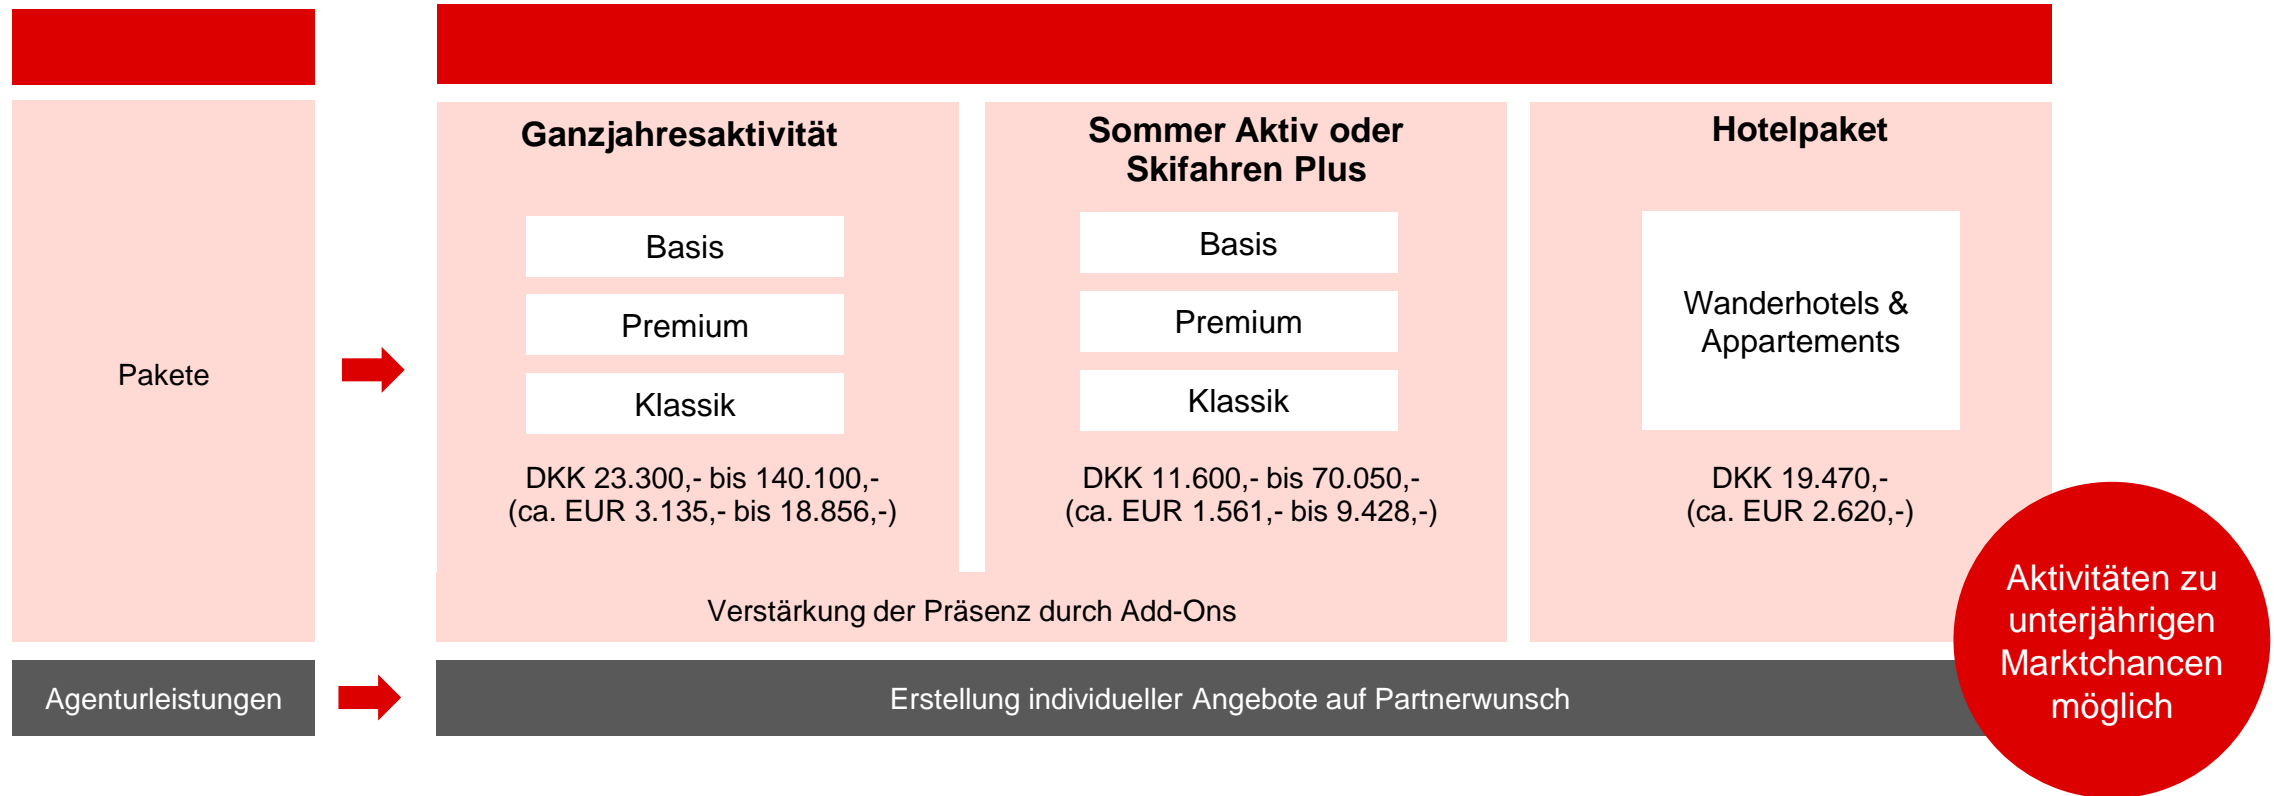 Pakete
Ganzjahresaktivität
Basis
Premium
Klassik
DKK 23.300,- bis 140.100,-
(ca. EUR 3.135,- bis 18.856,-)
Sommer Aktiv oder
Skifahren Plus
Basis
Premium
Klassik
DKK 11.600,- bis 70.050,-
(ca. EUR 1.561,- bis 9.428,-)
Hotelpaket
Wanderhotels &
Appartements
DKK 19.470,-
(ca. EUR 2.620,-)
Verstärkung der Präsenz durch Add-Ons
Agenturleistungen
Erstellung individueller Angebote auf Partnerwunsch
Aktivitäten zu
unterjährigen
Marktchancen
möglich